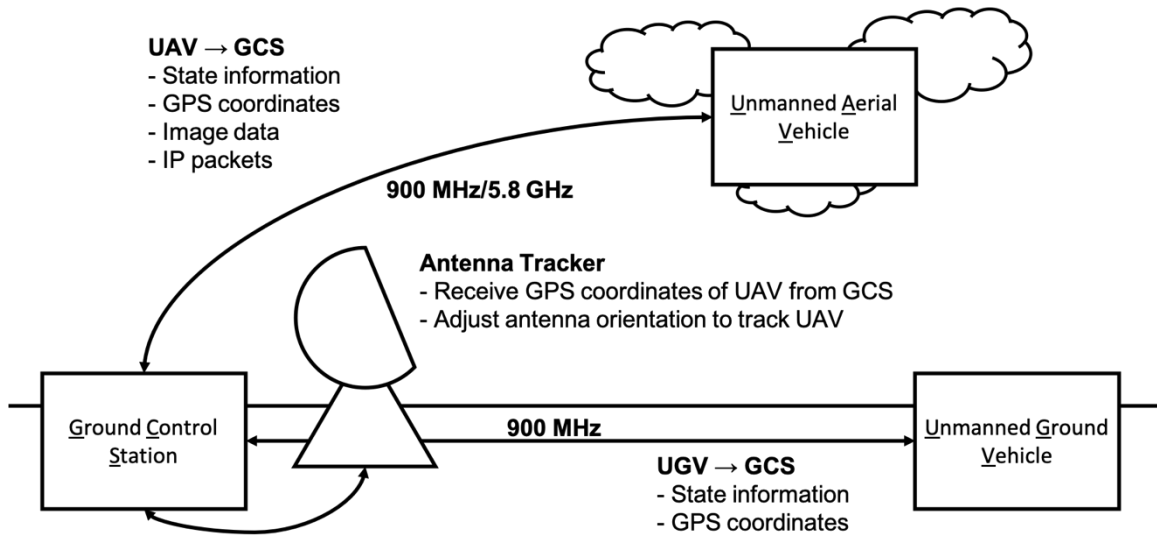 UAV → GCS
- State information
- GPS coordinates
- Image data
- IP packets
Unmanned Aerial
Vehicle
900 MHz/5.8 GHz
Antenna Tracker
- Receive GPS coordinates of UAV from GCS
- Adjust antenna orientation to track UAV
Ground Control
Station
900 MHz
Unmanned Ground
Vehicle
UGV → GCS
- State information
- GPS coordinates